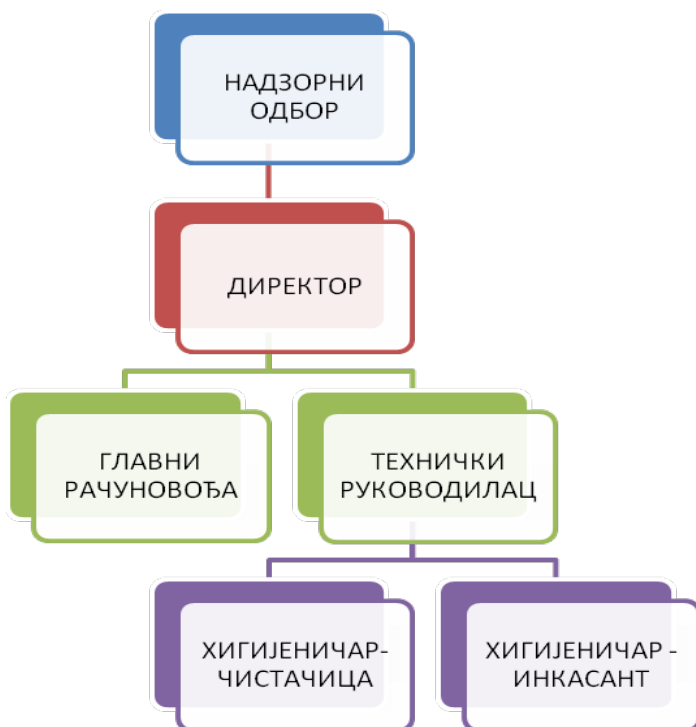 НАДЗОРНИ
ОДБОР
ДИРЕКТОР
ГЛАВНИ
РАЧУНОВОЂА
ТЕХНИЧКИ
РУКОВОДИЛАЦ
ХИГИЈЕНИЧАР-
ЧИСТАЧИЦА
ХИГИЈЕНИЧАР -
ИНКАСАНТ